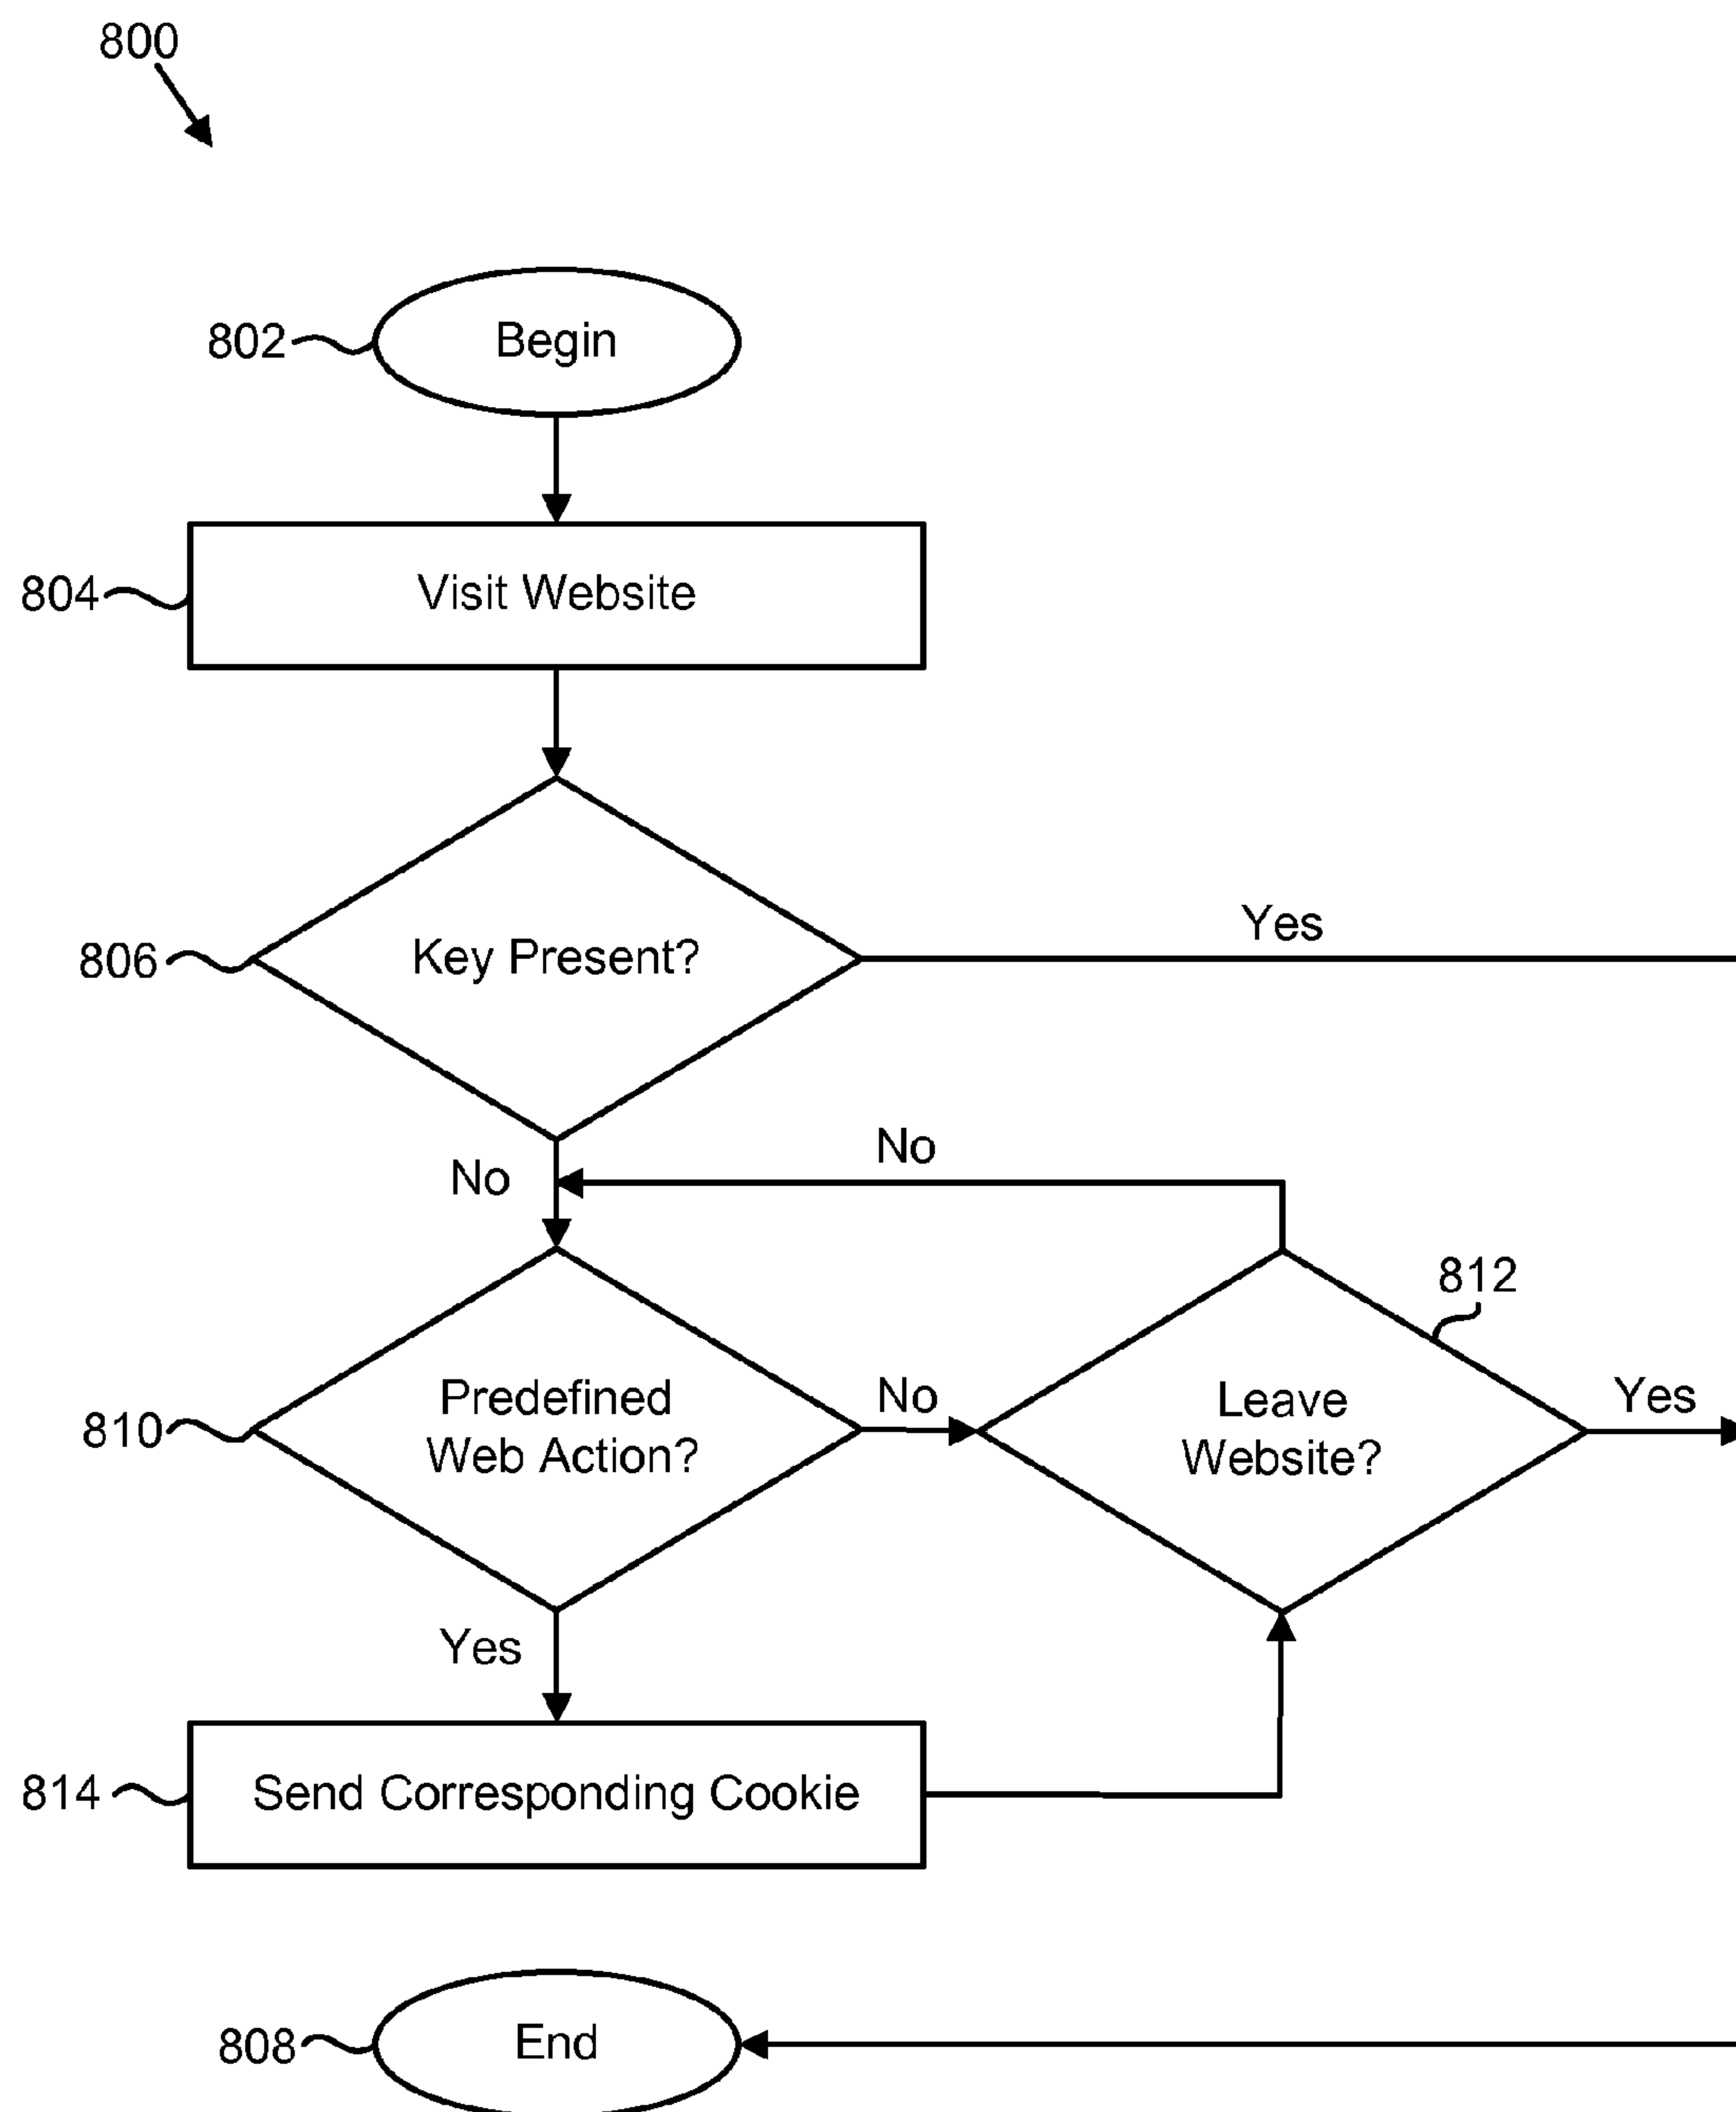 800
802
Begin
804
Visit Website
806
Key Present?
Yes
No
No
812
810
Predefined
Web Action?
No
Leave
Website?
Yes
Yes
814
Send Corresponding Cookie
808
End